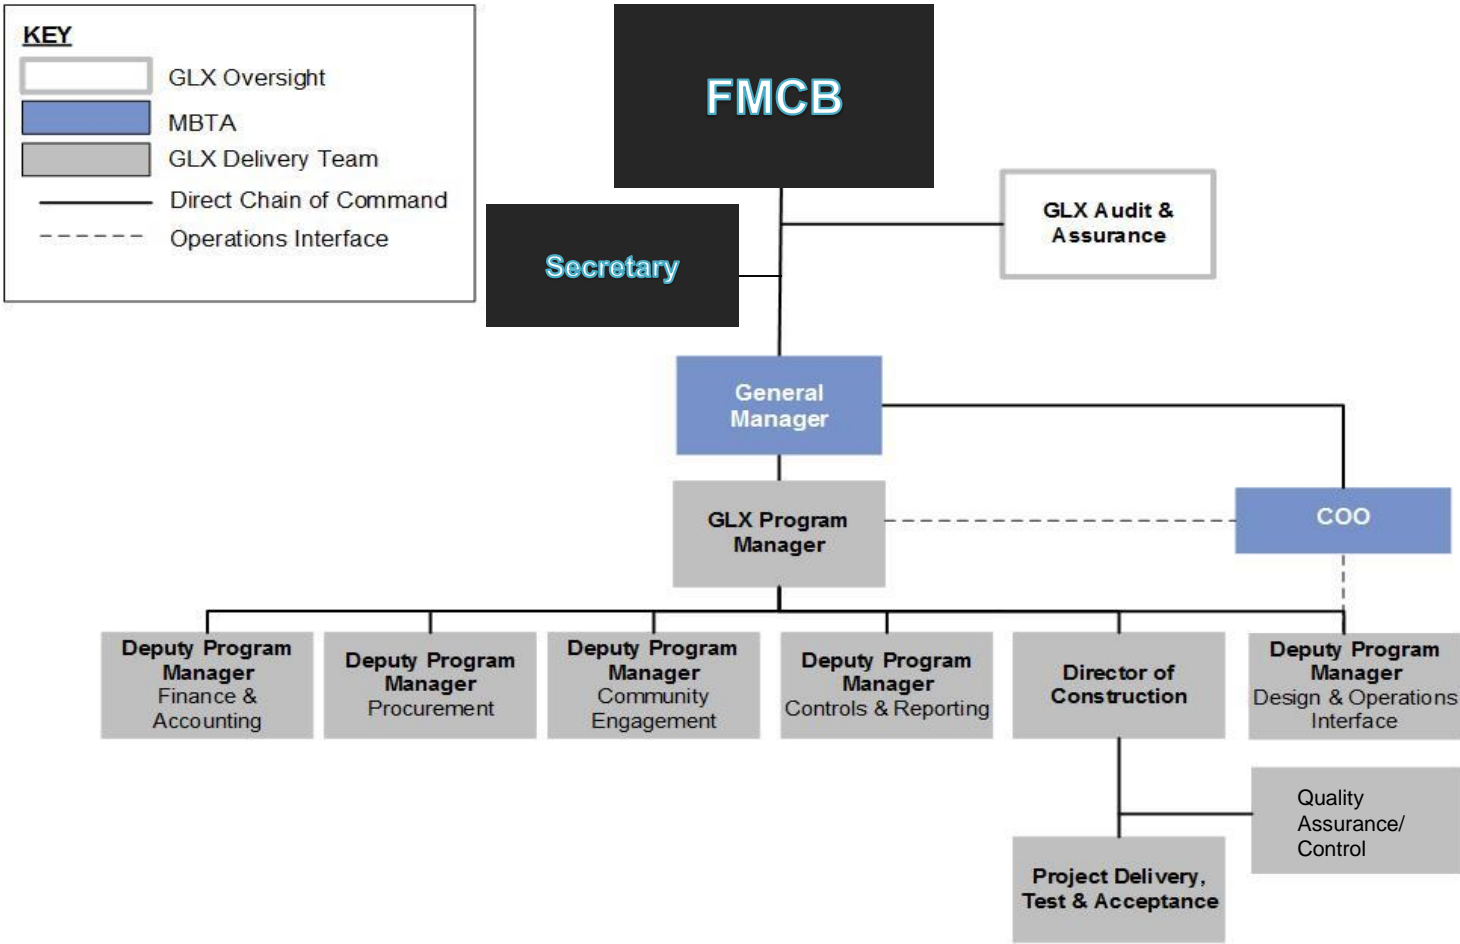 KEY
GLX Oversight
MBTA
GLX Delivery Team
Direct Chain of Command
Operations Interface
FMCB
Secretary
GLX Audit &
Assurance
General
Manager
GLX Program
Manager
COO
Deputy Program
Manager
Finance &
Accounting
Deputy Program
Manager
Procurement
Deputy Program
Manager
Community
Engagement
Deputy Program
Manager
Controls & Reporting
Director of
Construction
Deputy Program
Manager
Design & Operations
Interface
Quality
Assurance/
Control
Project Delivery,
Test & Acceptance